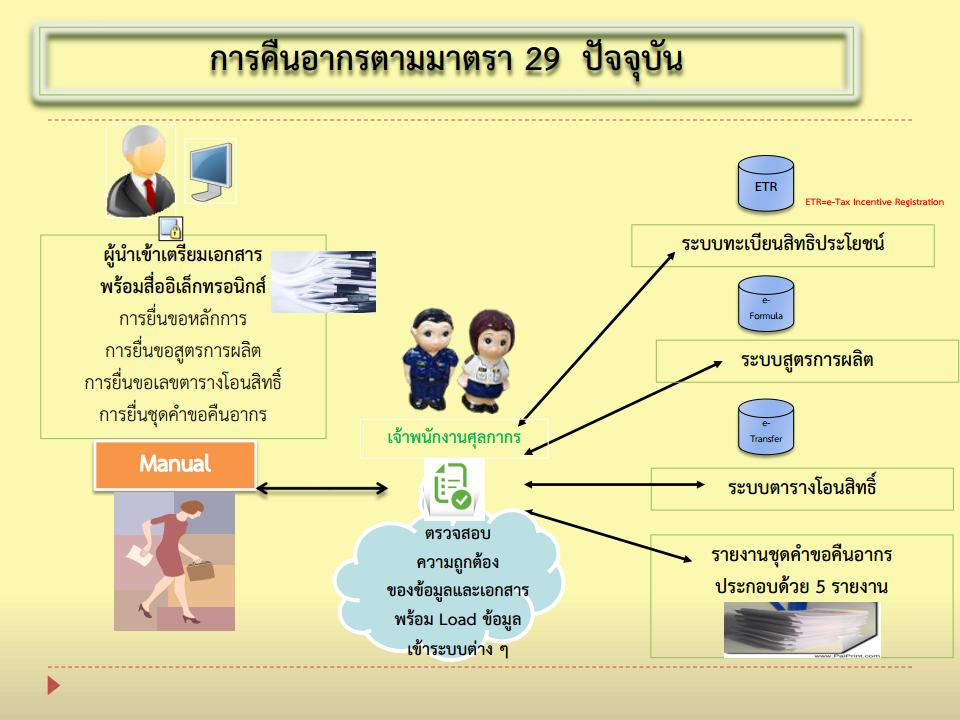 การคืนอากรตามมาตรา 29 ปัจจุบัน
ผู้นำเข้าเตรียมเอกสาร
พร้อมสื่ออิเล็กทรอนิกส์
การยื่นขอหลักการ
การยื่นขอสูตรการผลิต
การยื่นขอเลขตารางโอนสิทธิ์
การยื่นชุดคำขอคืนอากร
Manual
เจ้าพนักงานศุลกากร
ตรวจสอบ
ความถูกต้อง
ของข้อมูลและเอกสาร
พร้อม Load ข้อมูล
เข้าระบบต่าง ๆ
ETR
ETR=e-Tax Incentive Registration
ระบบทะเบียนสิทธิประโยชน์
e-
Formula
ระบบสูตรการผลิต
e-
Transfer
ระบบตารางโอนสิทธิ์
รายงานชุดคำขอคืนอากร
ประกอบด้วย 5 รายงาน
www.PaiPrint.com